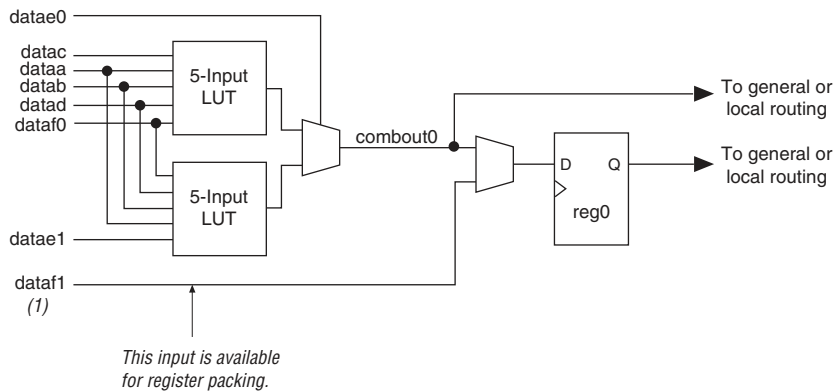 datae0
datac
dataa
datab
datad
dataf0
5-Input
LUT
combout0
To general or
local routing
D Q
reg0
To general or
local routing
5-Input
LUT
datae1
dataf1
(1)
This input is available
for register packing.